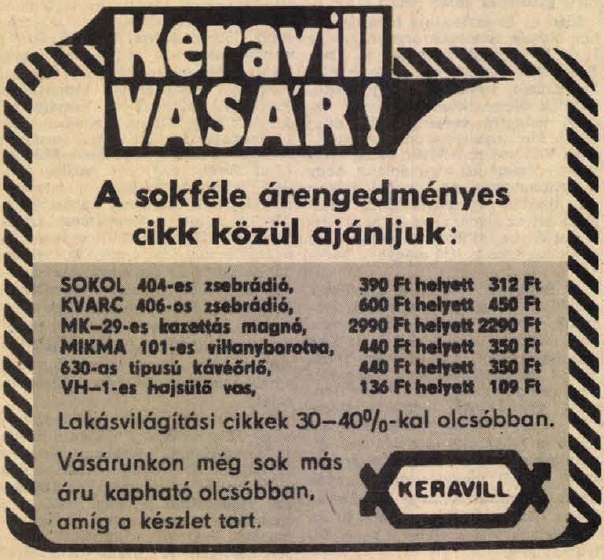 Keravill
VÁSÁR!
A sokféle árengedményes
cikk közül ajánljuk:
SOKOL 404-es zsebrádió, 390 Ft helyett 312 Ft
KVARC 406-os zsebrádió, 600 Ft helyett 450 Ft
MK-29-es kazettás magnó, 2990 Ft helyett 2290 Ft
MIKMA 101-es villanyborotva, 440 Ft helyett 350 Ft
630-as típusú kávéőrlő, 440 Ft helyett 350 Ft
VH-1-es hajsütő vas, 136 Ft helyett 109 Ft
Lakásvilágítási cikkek 30-40%-kal olcsóbban.
Vásárunkon még sok más
áru kapható olcsóbban,
amíg a készlet tart.
KERAVILL